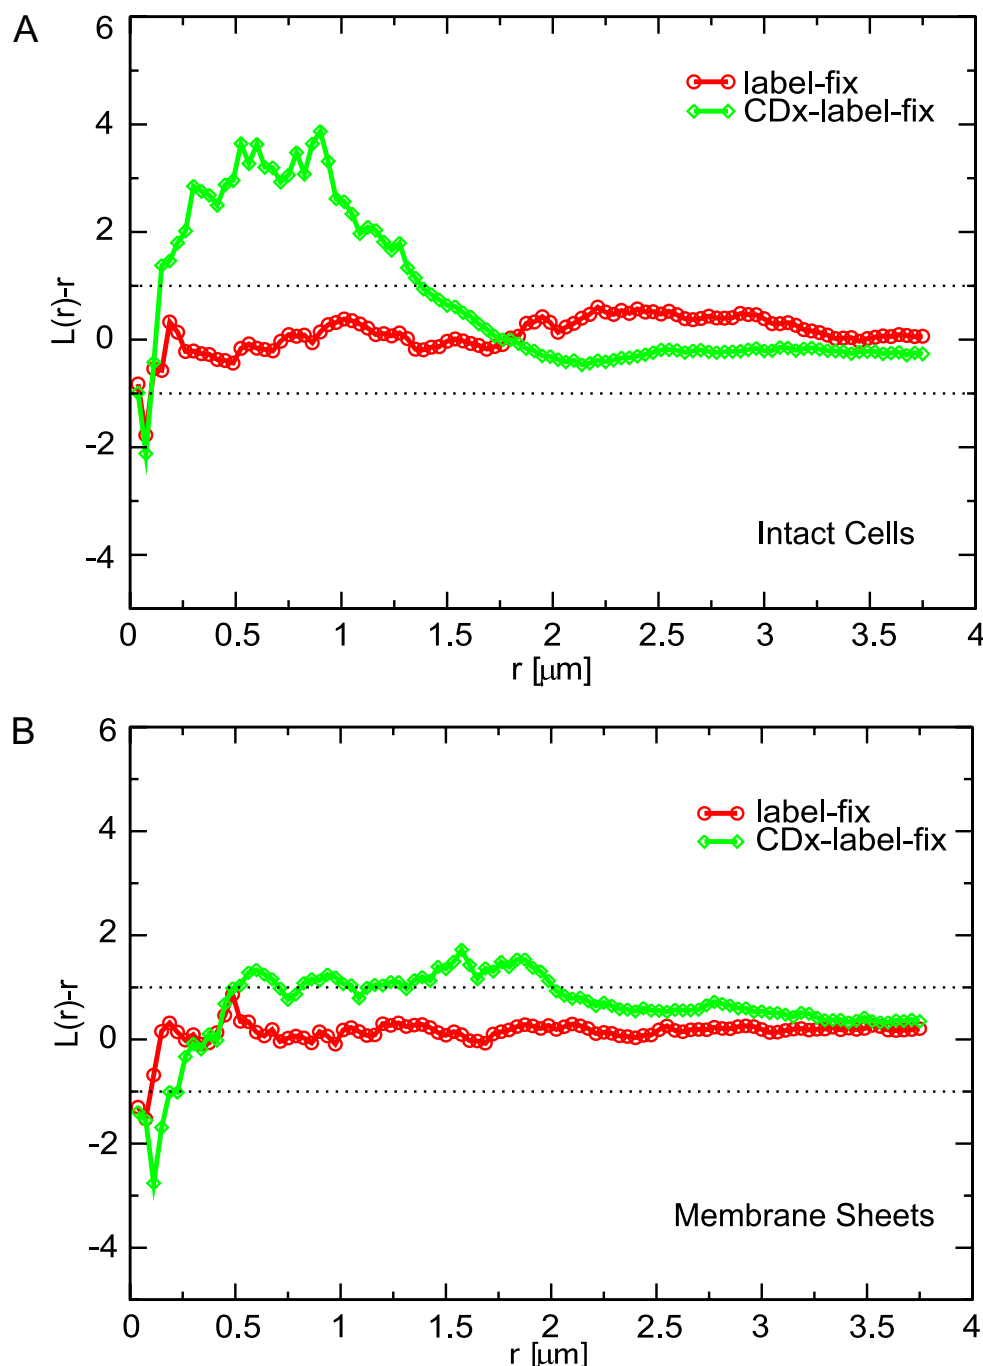 A
6
4
2
0
-2
-4
L(r)-r
label-fix
CDx-label-fix
Intact Cells
0 0.5 1 1.5 2 2.5 3 3.5 4
r [μm]
B
6
4
2
0
-2
-4
L(r)-r
label-fix
CDx-label-fix
Membrane Sheets
0 0.5 1 1.5 2 2.5 3 3.5 4
r [μm]